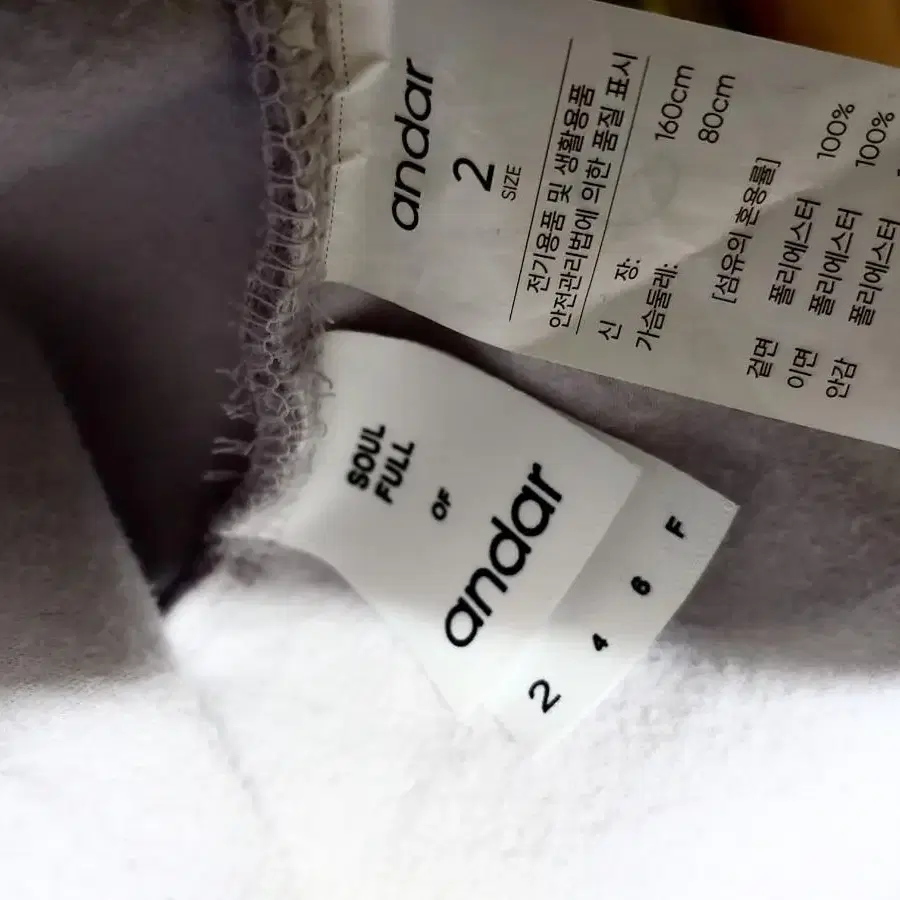 andar
2
SIZE
전기용품 및 생활용품
안전관리법에 의한 품질 표시
신 장: 160cm
가슴둘레: 80cm
[섬유의 혼용률]
겉면 폴리에스터 100%
이면 폴리에스터 100%
안감 폴리에스터
SOUL
FULL
OF
andar
2 4 6 F